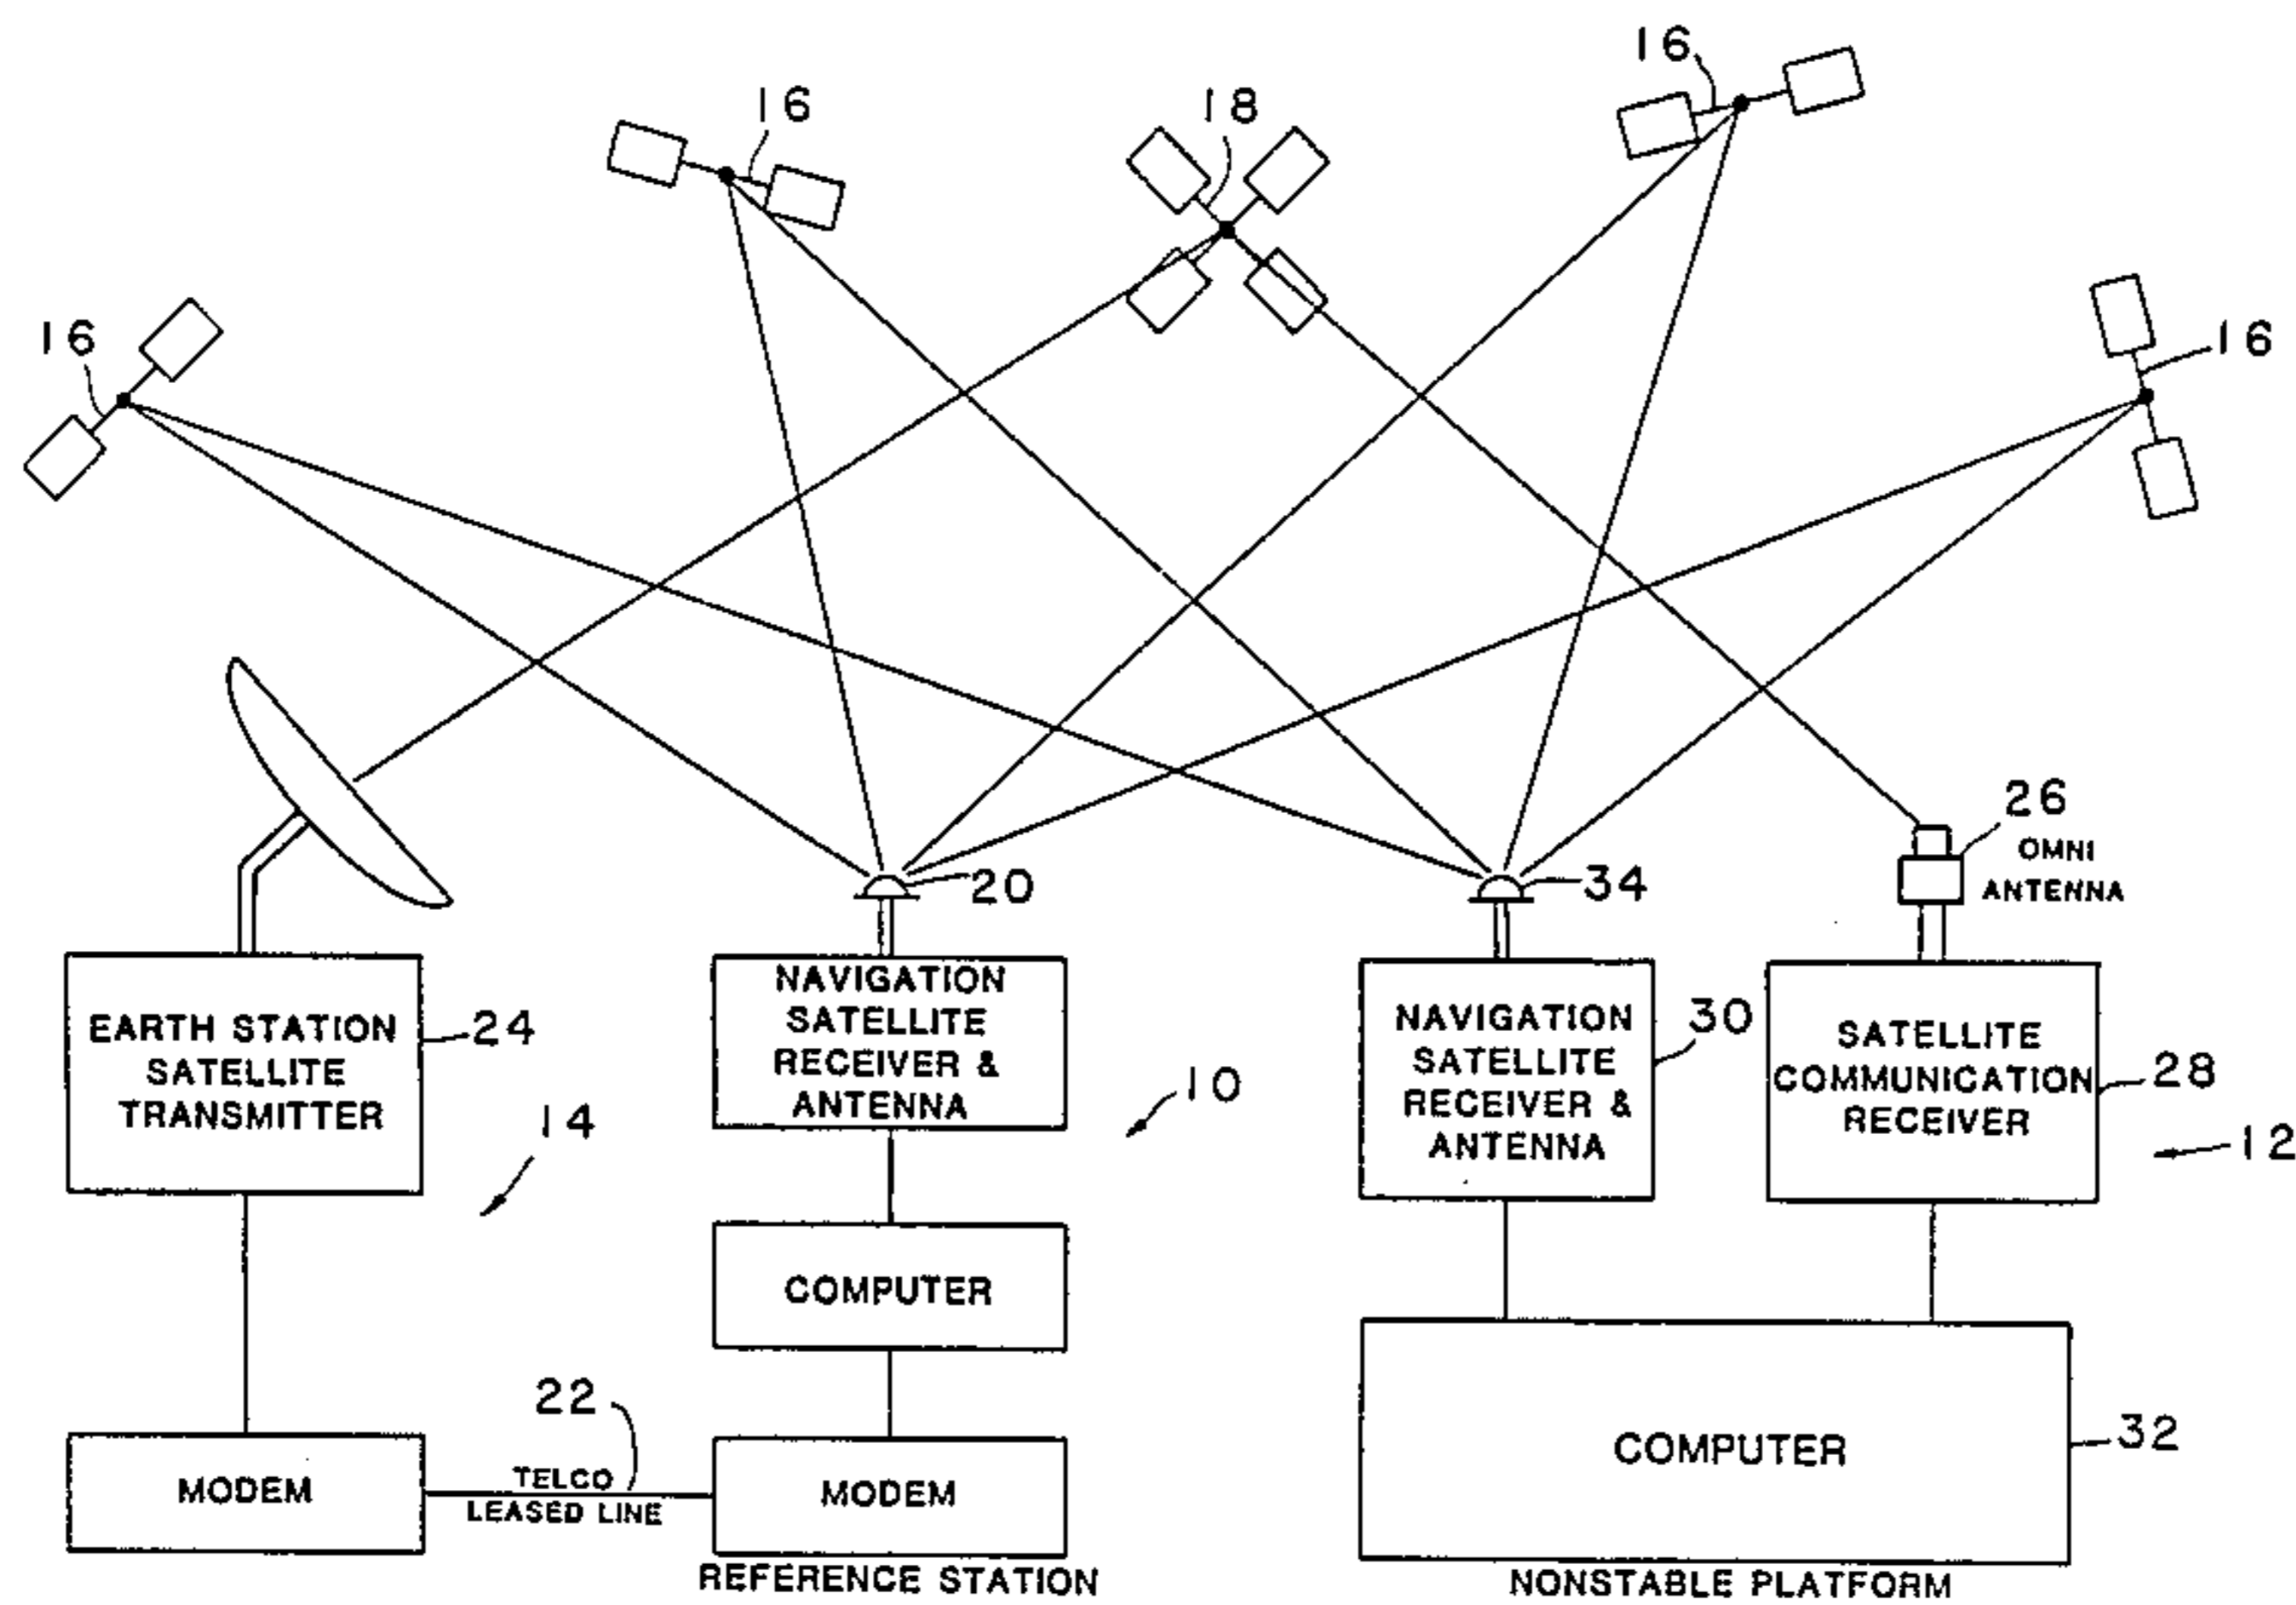 16
16
18
16
16
26
OMNI
ANTENNA
20
34
EARTH STATION
SATELLITE
TRANSMITTER
24
14
NAVIGATION
SATELLITE
RECEIVER &
ANTENNA
10
NAVIGATION
SATELLITE
RECEIVER &
ANTENNA
30
SATELLITE
COMMUNICATION
RECEIVER
28
12
COMPUTER
22
MODEM
TELCO
LEASED LINE
MODEM
REFERENCE STATION
COMPUTER
32
NONSTABLE PLATFORM